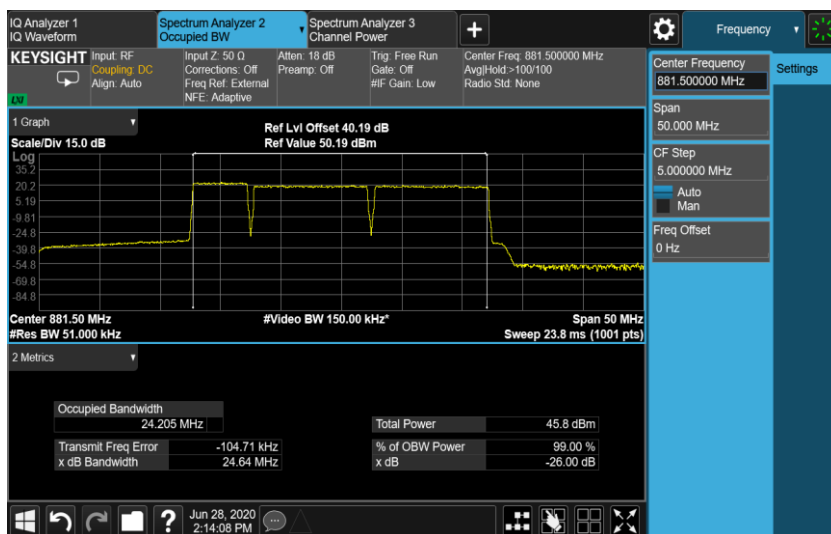 IQ Analyzer 1
IQ Waveform
Spectrum Analyzer 2
Occupied BW
Spectrum Analyzer 3
Channel Power
+
Frequency
KEYSIGHT
LXI
Input: RF
Coupling: DC
Align: Auto
Input Z: 50 Ω
Corrections: Off
Freq Ref: External
NFE: Adaptive
Atten: 18 dB
Preamp: Off
Trig: Free Run
Gate: Off
#IF Gain: Low
Center Freq: 881.500000 MHz
Avg|Hold:>100/100
Radio Std: None
Center Frequency
881.500000 MHz
Settings
Span
50.000 MHz
CF Step
5.000000 MHz
Auto
Man
Freq Offset
0 Hz
1 Graph
Scale/Div 15.0 dB
Ref Lvl Offset 40.19 dB
Ref Value 50.19 dBm
Log
35.2
20.2
5.19
-9.81
-24.8
-39.8
-54.8
-69.8
-84.8
Center 881.50 MHz
#Video BW 150.00 kHz*
Span 50 MHz
#Res BW 51.000 kHz
Sweep 23.8 ms (1001 pts)
2 Metrics
Occupied Bandwidth
24.205 MHz
Total Power 45.8 dBm
Transmit Freq Error -104.71 kHz
% of OBW Power 99.00 %
x dB Bandwidth 24.64 MHz
x dB -26.00 dB
?
Jun 28, 2020
2:14:08 PM